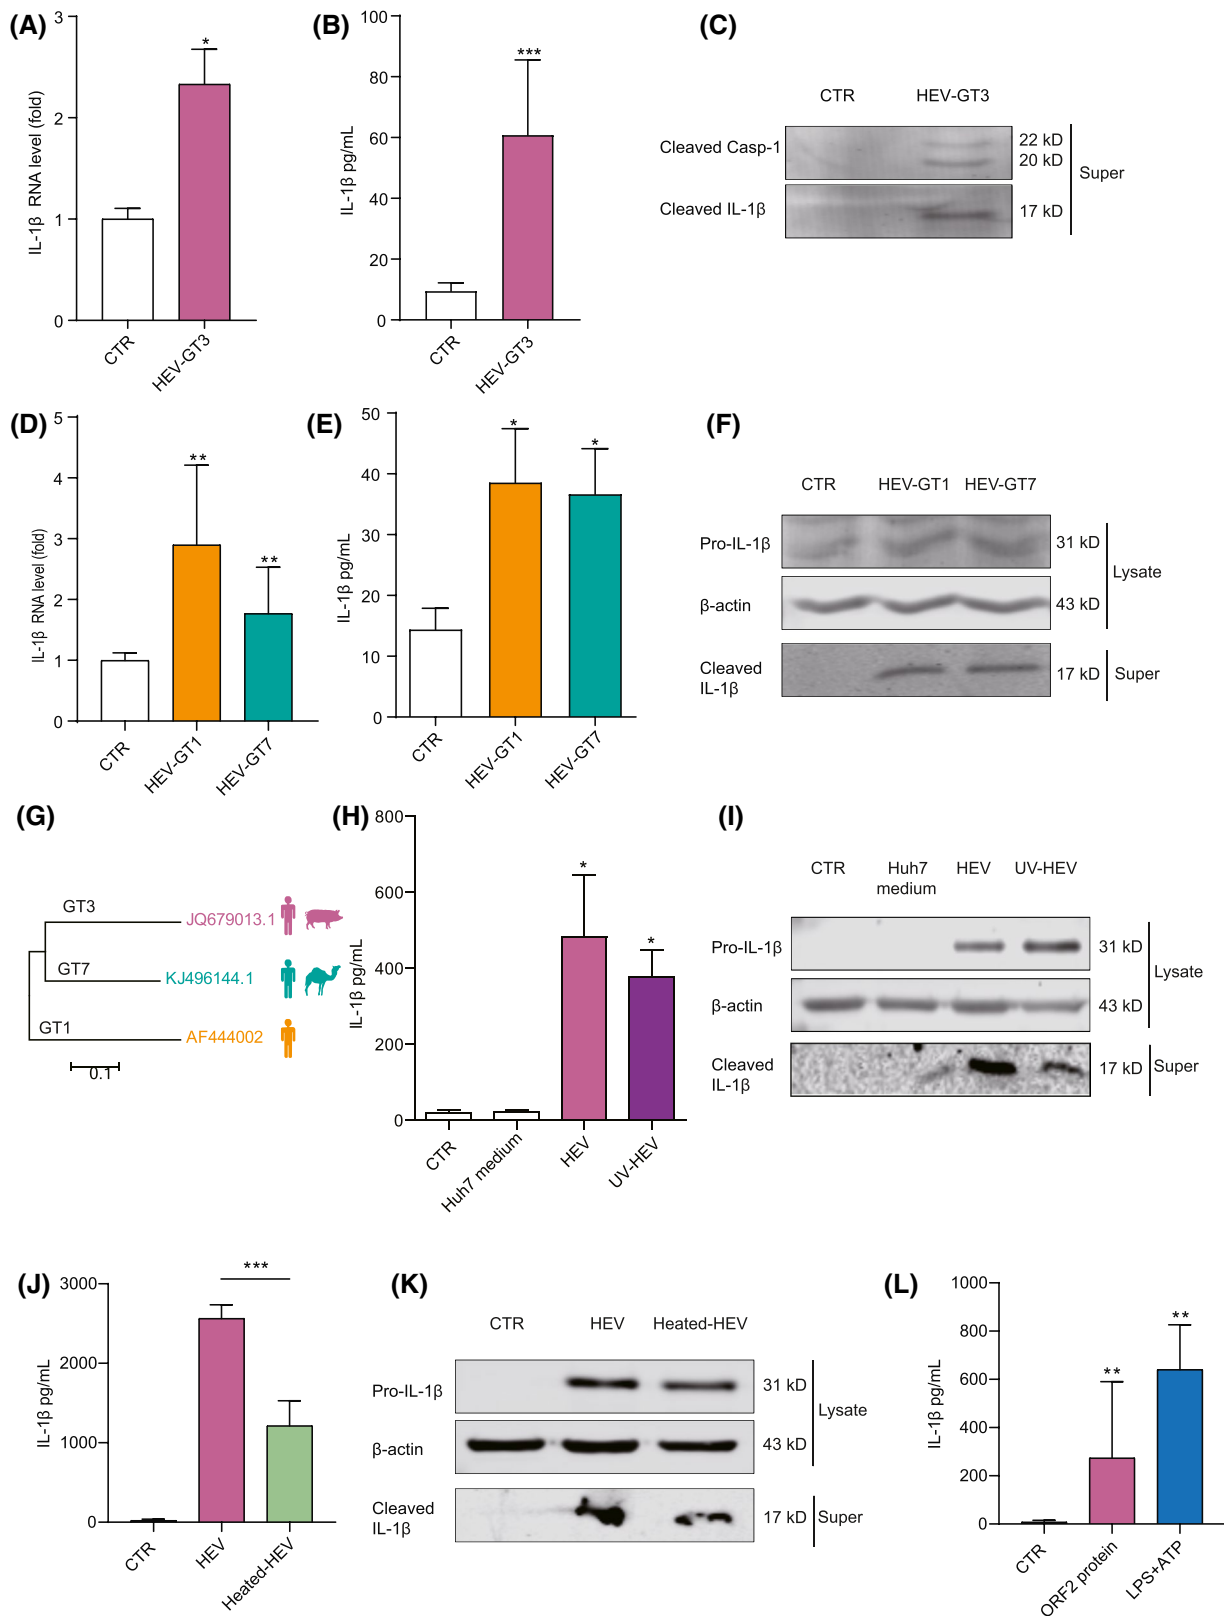 (A)
3
2
1
0
IL-1β RNA level (fold)
*
CTR
HEV-GT3
(B)
100
80
60
40
20
0
IL-1β pg/mL
***
CTR
HEV-GT3
(C)
CTR HEV-GT3
Cleaved Casp-1
22 kD
20 kD
Cleaved IL-1β
17 kD
Super
(D)
5
4
3
2
1
0
IL-1β RNA level (fold)
**
**
CTR
HEV-GT1
HEV-GT7
(E)
50
40
30
20
10
0
IL-1β pg/mL
*
*
CTR
HEV-GT1
HEV-GT7
(F)
CTR HEV-GT1 HEV-GT7
Pro-IL-1β
31 kD
β-actin
43 kD
Lysate
Cleaved
IL-1β
17 kD
Super
(G)
GT3
JQ679013.1
GT7
KJ496144.1
GT1
AF444002
0.1
(H)
800
600
400
200
0
IL-1β pg/mL
*
*
CTR
Huh7 medium
HEV
UV-HEV
(I)
CTR Huh7 HEV UV-HEV
medium
Pro-IL-1β
31 kD
β-actin
43 kD
Lysate
Cleaved
IL-1β
17 kD
Super
(J)
3000
2000
1000
0
IL-1β pg/mL
***
CTR
HEV
Heated-HEV
(K)
CTR HEV Heated-HEV
Pro-IL-1β
31 kD
β-actin
43 kD
Lysate
Cleaved
IL-1β
17 kD
Super
(L)
1000
800
600
400
200
0
IL-1β pg/mL
**
**
CTR
ORF2 protein
LPS+ATP